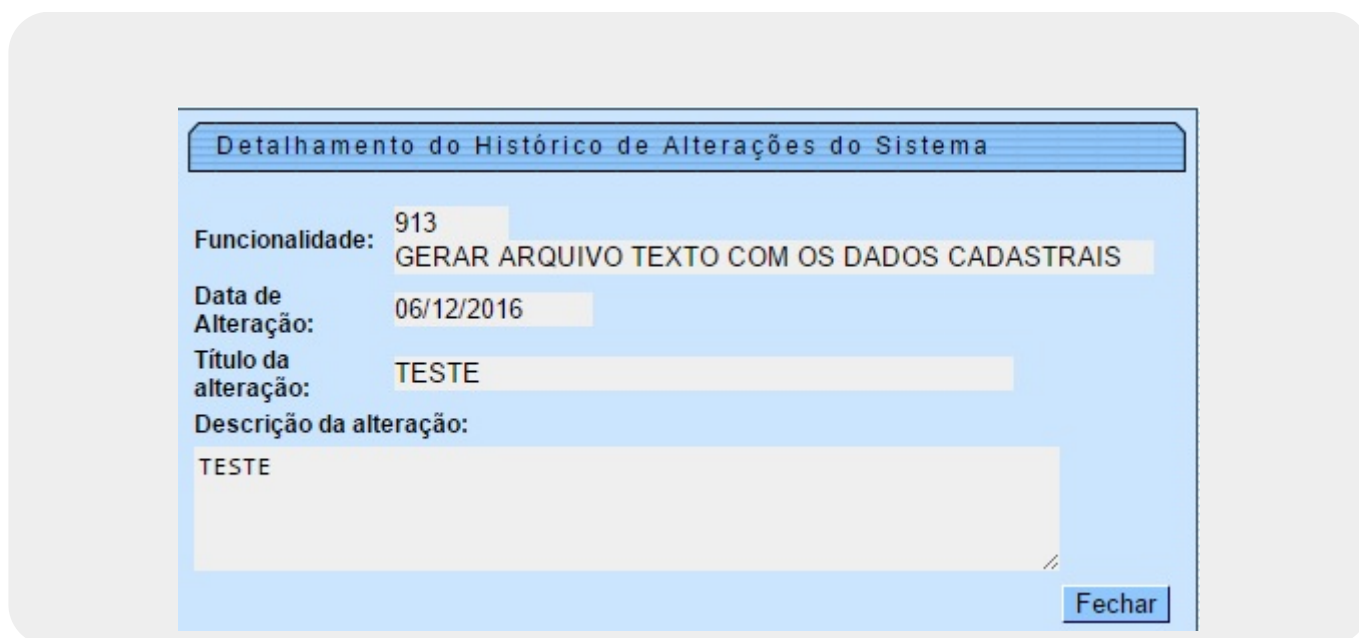 Detalhamento do Histórico de Alterações do Sistema
Funcionalidade:
913
GERAR ARQUIVO TEXTO COM OS DADOS CADASTRAIS
Data de
Alteração:
06/12/2016
Título da
alteração:
TESTE
Descrição da alteração:
TESTE
Fechar